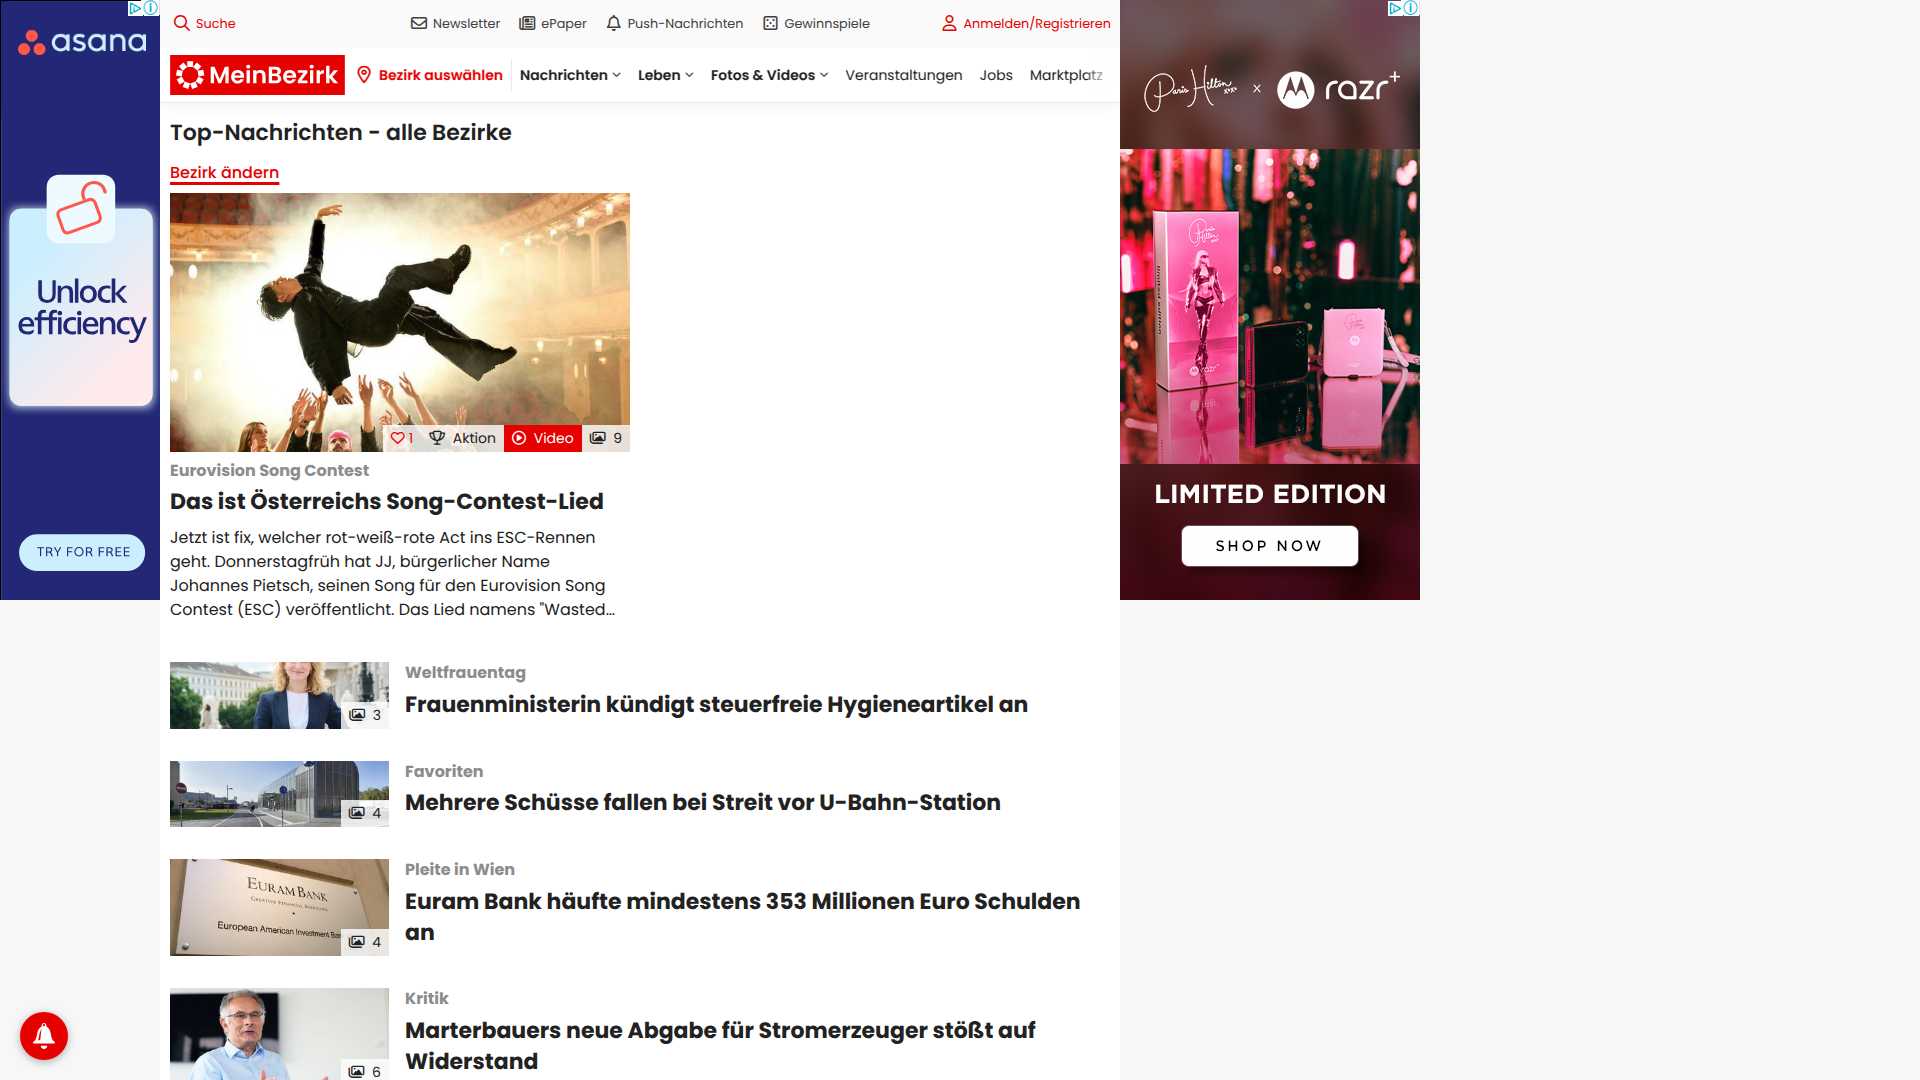 Suche
Newsletter
ePaper
Push-Nachrichten
Gewinnspiele
Anmelden/Registrieren
MeinBezirk
Bezirk auswählen
Nachrichten
Leben
Fotos & Videos
Veranstaltungen
Jobs
Marktplatz
asana
Unlock
efficiency
TRY FOR FREE
Top-Nachrichten - alle Bezirke
Bezirk ändern
1
Aktion
Video
9
Eurovision Song Contest
Das ist Österreichs Song-Contest-Lied
Jetzt ist fix, welcher rot-weiß-rote Act ins ESC-Rennen
geht. Donnerstagfrüh hat JJ, bürgerlicher Name
Johannes Pietsch, seinen Song für den Eurovision Song
Contest (ESC) veröffentlicht. Das Lied namens "Wasted...
3
Weltfrauentag
Frauenministerin kündigt steuerfreie Hygieneartikel an
4
Favoriten
Mehrere Schüsse fallen bei Streit vor U-Bahn-Station
EURAM BANK
European American Investment
4
Pleite in Wien
Euram Bank häufte mindestens 353 Millionen Euro Schulden
an
6
Kritik
Marterbauers neue Abgabe für Stromerzeuger stößt auf
Widerstand
Paris Hilton
x
razr+
LIMITED EDITION
SHOP NOW